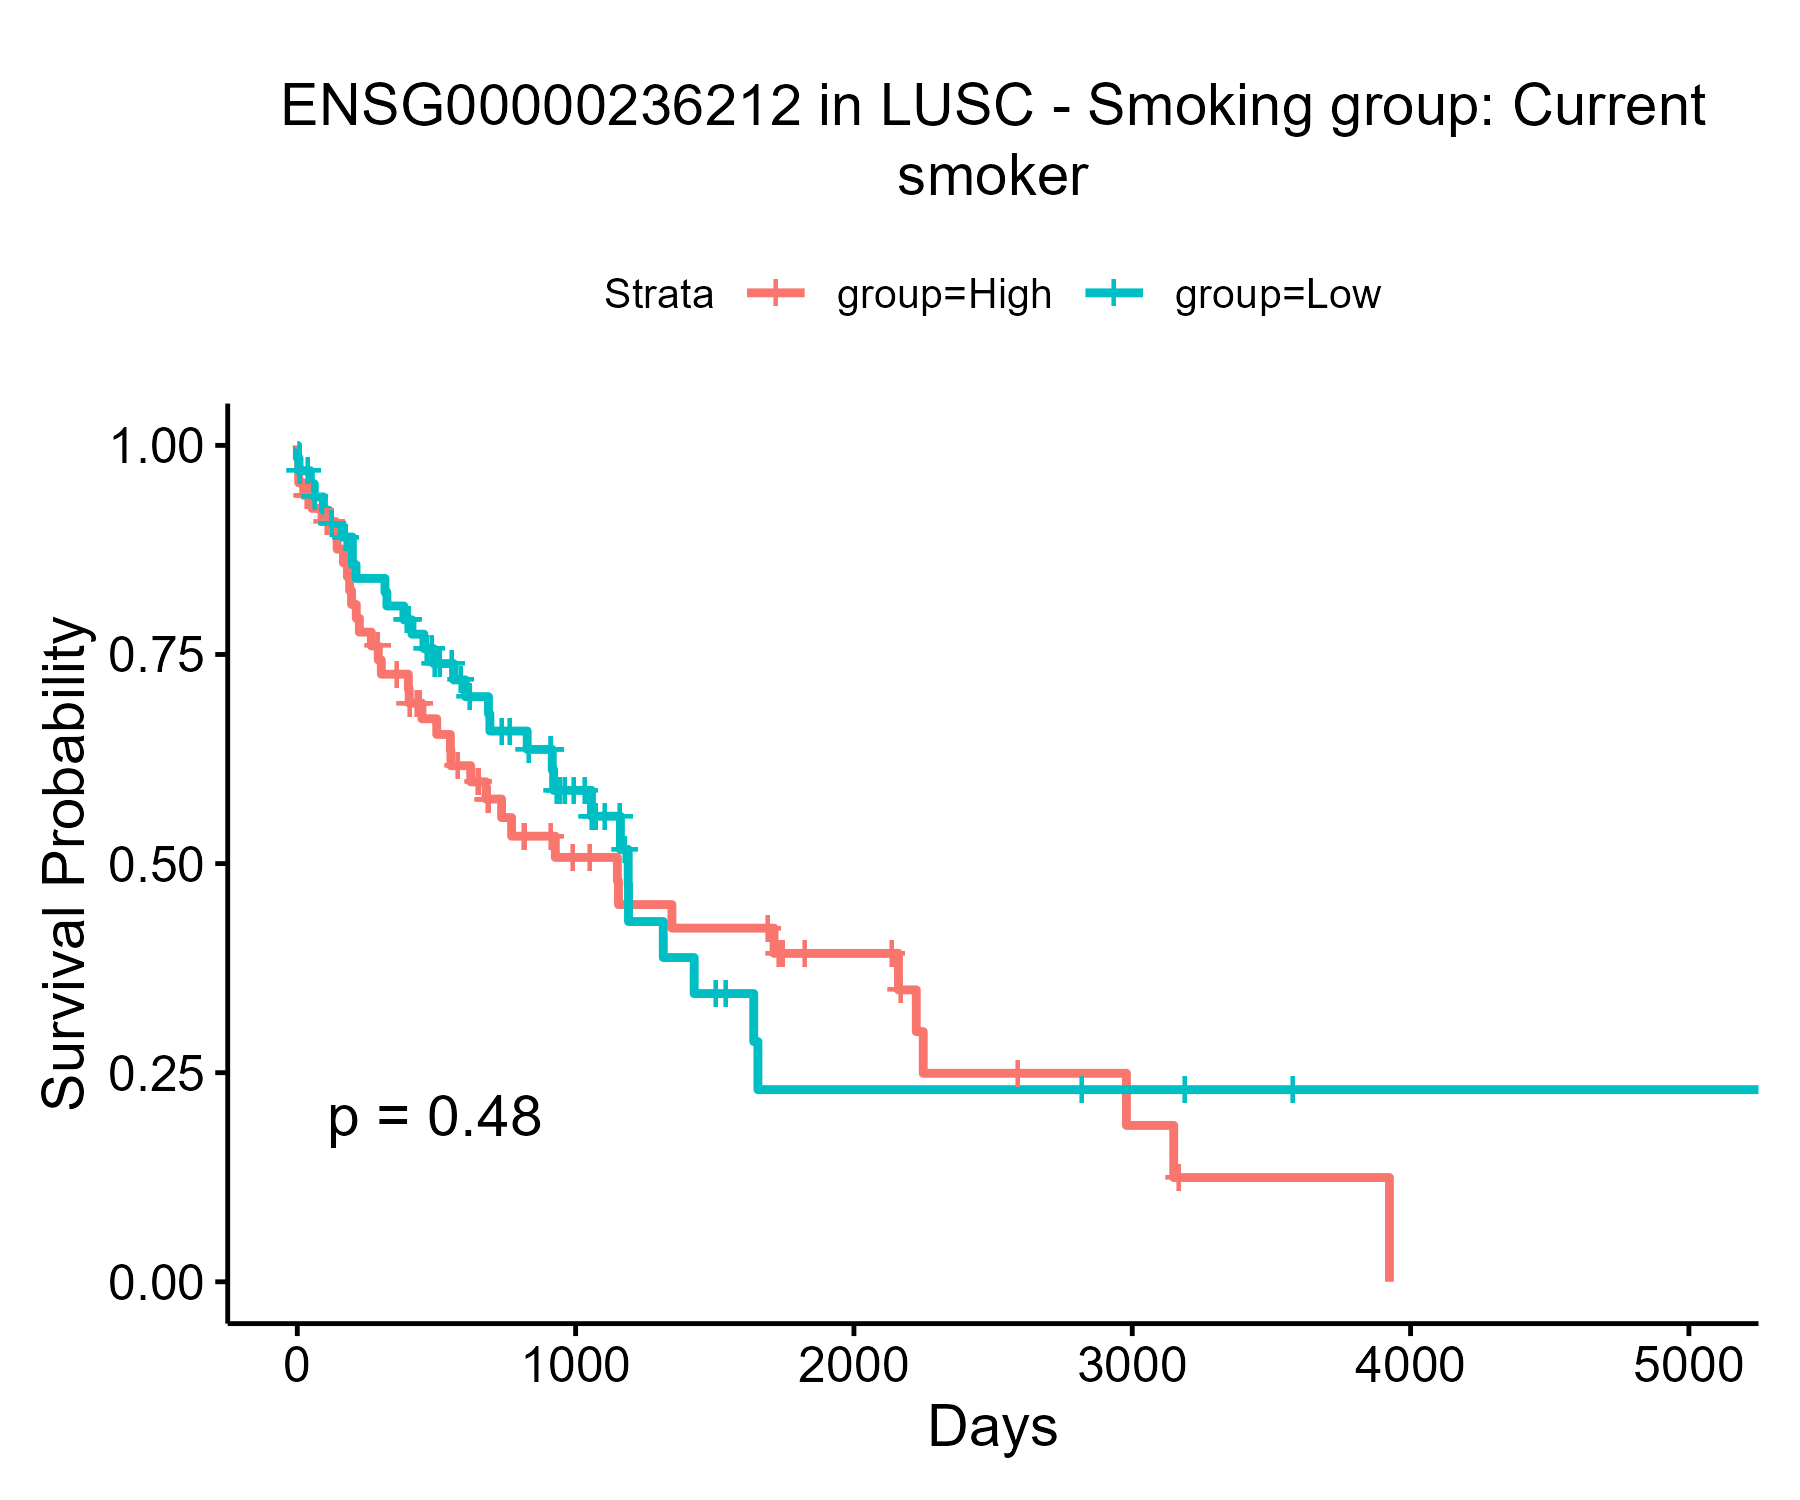 ENSG00000236212 in LUSC - Smoking group: Current
smoker
Strata group=High group=Low
Survival Probability
1.00
0.75
0.50
0.25
0.00
p = 0.48
0 1000 2000 3000 4000 5000
Days